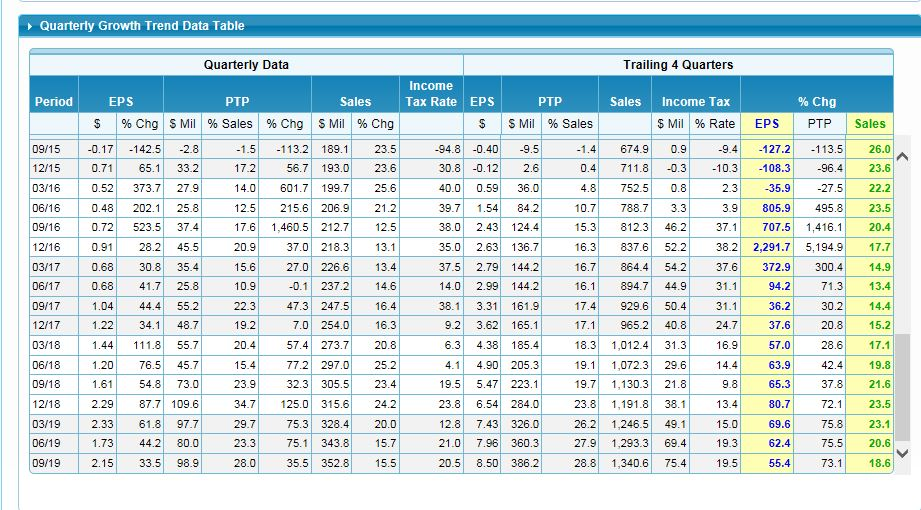 Quarterly Growth Trend Data Table
Quarterly Data Trailing 4 Quarters
Period EPS PTP Sales Income Tax Rate EPS PTP Sales Income Tax % Chg
$ % Chg $ Mil % Sales % Chg $ Mil % Chg $ $ Mil % Sales $ Mil % Rate EPS PTP Sales
09/15 -0.17 -142.5 -2.8 -1.5 -113.2 189.1 23.5 -94.8 -0.40 -9.5 -1.4 674.9 0.9 -9.4 -127.2 -113.5 26.0
12/15 0.71 65.1 33.2 17.2 56.7 193.0 23.6 30.8 -0.12 2.6 0.4 711.8 -0.3 -10.3 -108.3 -96.4 23.6
03/16 0.52 373.7 27.9 14.0 601.7 199.7 25.6 40.0 0.59 36.0 4.8 752.5 0.8 2.3 -35.9 -27.5 22.2
06/16 0.48 202.1 25.8 12.5 215.6 206.9 21.2 39.7 1.54 84.2 10.7 788.7 3.3 3.9 805.9 495.8 23.5
09/16 0.72 523.5 37.4 17.6 1,460.5 212.7 12.5 38.0 2.43 124.4 15.3 812.3 46.2 37.1 707.5 1,416.1 20.4
12/16 0.91 28.2 45.5 20.9 37.0 218.3 13.1 35.0 2.63 136.7 16.3 837.6 52.2 38.2 2,291.7 5,194.9 17.7
03/17 0.68 30.8 35.4 15.6 27.0 226.6 13.4 37.5 2.79 144.2 16.7 864.4 54.2 37.6 372.9 300.4 14.9
06/17 0.68 41.7 25.8 10.9 -0.1 237.2 14.6 14.0 2.99 144.2 16.1 894.7 44.9 31.1 94.2 71.3 13.4
09/17 1.04 44.4 55.2 22.3 47.3 247.5 16.4 38.1 3.31 161.9 17.4 929.6 50.4 31.1 36.2 30.2 14.4
12/17 1.22 34.1 48.7 19.2 7.0 254.0 16.3 9.2 3.62 165.1 17.1 965.2 40.8 24.7 37.6 20.8 15.2
03/18 1.44 111.8 55.7 20.4 57.4 273.7 20.8 6.3 4.38 185.4 18.3 1,012.4 31.3 16.9 57.0 28.6 17.1
06/18 1.20 76.5 45.7 15.4 77.2 297.0 25.2 4.1 4.90 205.3 19.1 1,072.3 29.6 14.4 63.9 42.4 19.8
09/18 1.61 54.8 73.0 23.9 32.3 305.5 23.4 19.5 5.47 223.1 19.7 1,130.3 21.8 9.8 65.3 37.8 21.6
12/18 2.29 87.7 109.6 34.7 125.0 315.6 24.2 23.8 6.54 284.0 23.8 1,191.8 38.1 13.4 80.7 72.1 23.5
03/19 2.33 61.8 97.7 29.7 75.3 328.4 20.0 12.8 7.43 326.0 26.2 1,246.5 49.1 15.0 69.6 75.8 23.1
06/19 1.73 44.2 80.0 23.3 75.1 343.8 15.7 21.0 7.96 360.3 27.9 1,293.3 69.4 19.3 62.4 75.5 20.6
09/19 2.15 33.5 98.9 28.0 35.5 352.8 15.5 20.5 8.50 386.2 28.8 1,340.6 75.4 19.5 55.4 73.1 18.6